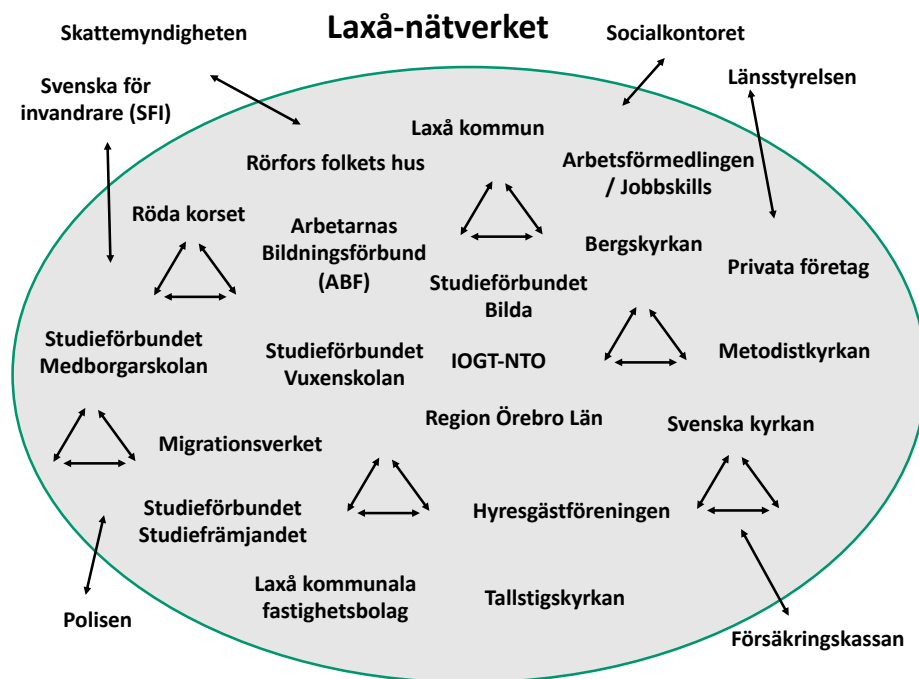 Laxå-nätverket
Skattemyndigheten
Socialkontoret
Svenska för
invandrare (SFI)
Länsstyrelsen
Laxå kommun
Rörfors folkets hus
Arbetsförmedlingen
/ Jobbskills
Röda korset
Arbetarnas
Bildningsförbund
(ABF)
Bergskyrkan
Privata företag
Studieförbundet
Bilda
Studieförbundet
Medborgarskolan
Studieförbundet
Vuxenskolan
IOGT-NTO
Metodistkyrkan
Region Örebro Län
Svenska kyrkan
Migrationsverket
Studieförbundet
Studiefrämjandet
Hyresgästföreningen
Laxå kommunala
fastighetsbolag
Tallstigskyrkan
Polisen
Försäkringskassan